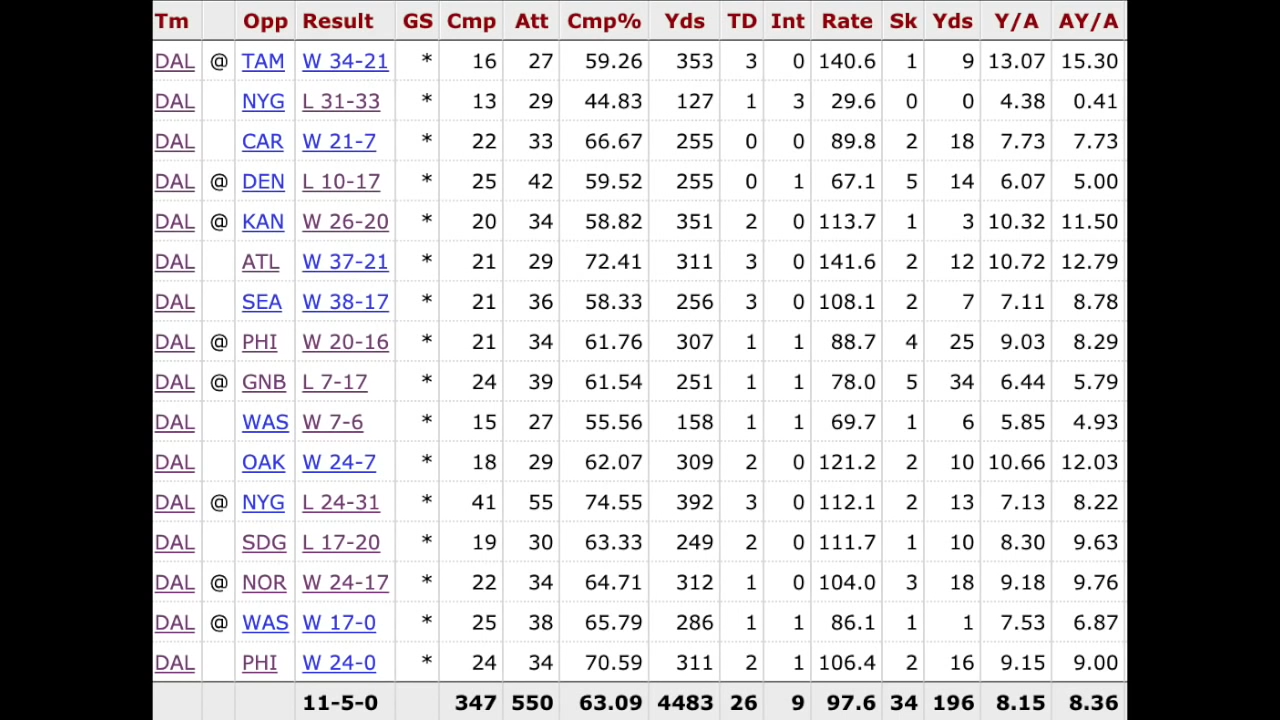 Tm Opp Result GS Cmp Att Cmp% Yds TD Int Rate Sk Yds Y/A AY/A
DAL @ TAM W 34-21 * 16 27 59.26 353 3 0 140.6 1 9 13.07 15.30
DAL NYG L 31-33 * 13 29 44.83 127 1 3 29.6 0 0 4.38 0.41
DAL CAR W 21-7 * 22 33 66.67 255 0 0 89.8 2 18 7.73 7.73
DAL @ DEN L 10-17 * 25 42 59.52 255 0 1 67.1 5 14 6.07 5.00
DAL @ KAN W 26-20 * 20 34 58.82 351 2 0 113.7 1 3 10.32 11.50
DAL ATL W 37-21 * 21 29 72.41 311 3 0 141.6 2 12 10.72 12.79
DAL SEA W 38-17 * 21 36 58.33 256 3 0 108.1 2 7 7.11 8.78
DAL @ PHI W 20-16 * 21 34 61.76 307 1 1 88.7 4 25 9.03 8.29
DAL @ GNB L 7-17 * 24 39 61.54 251 1 1 78.0 5 34 6.44 5.79
DAL WAS W 7-6 * 15 27 55.56 158 1 1 69.7 1 6 5.85 4.93
DAL OAK W 24-7 * 18 29 62.07 309 2 0 121.2 2 10 10.66 12.03
DAL @ NYG L 24-31 * 41 55 74.55 392 3 0 112.1 2 13 7.13 8.22
DAL SDG L 17-20 * 19 30 63.33 249 2 0 111.7 1 10 8.30 9.63
DAL @ NOR W 24-17 * 22 34 64.71 312 1 0 104.0 3 18 9.18 9.76
DAL @ WAS W 17-0 * 25 38 65.79 286 1 1 86.1 1 1 7.53 6.87
DAL PHI W 24-0 * 24 34 70.59 311 2 1 106.4 2 16 9.15 9.00
11-5-0 347 550 63.09 4483 26 9 97.6 34 196 8.15 8.36